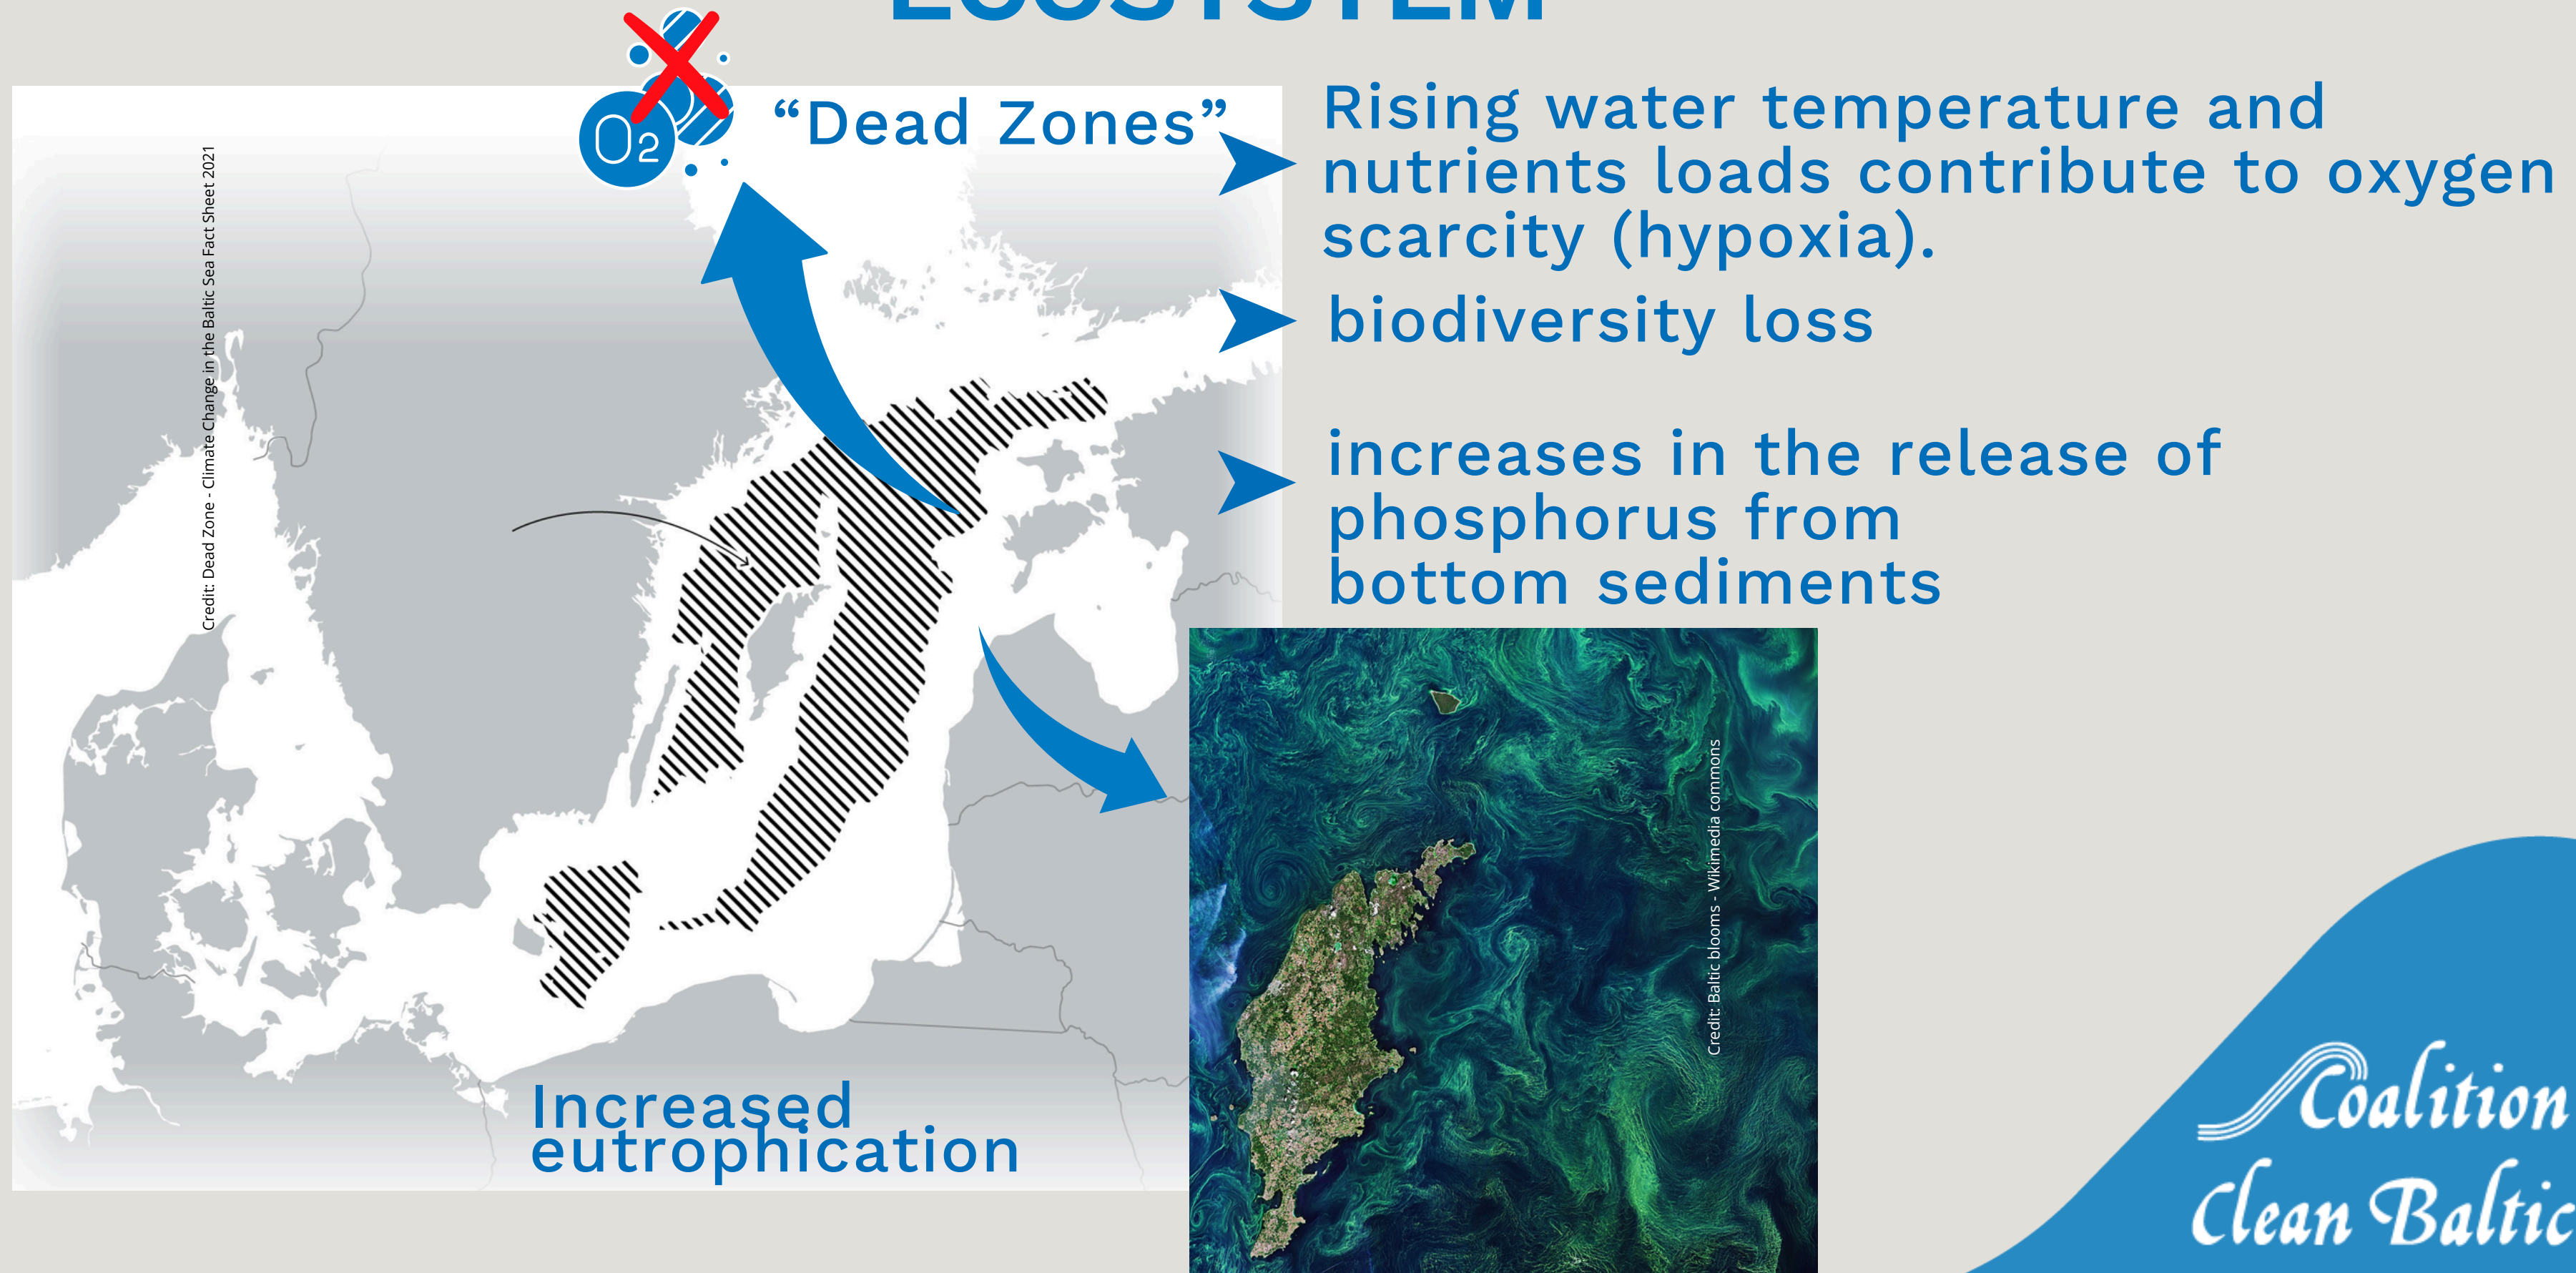 ECOSYSTEM
O2
“Dead Zones”
Rising water temperature and
nutrients loads contribute to oxygen
scarcity (hypoxia).
biodiversity loss
increases in the release of
phosphorus from
bottom sediments
Credit: Dead Zone - Climate Change in the Baltic Sea Fact Sheet 2021
Credit: Baltic blooms - Wikimedia commons
Increased
eutrophication
Coalition
Clean Baltic